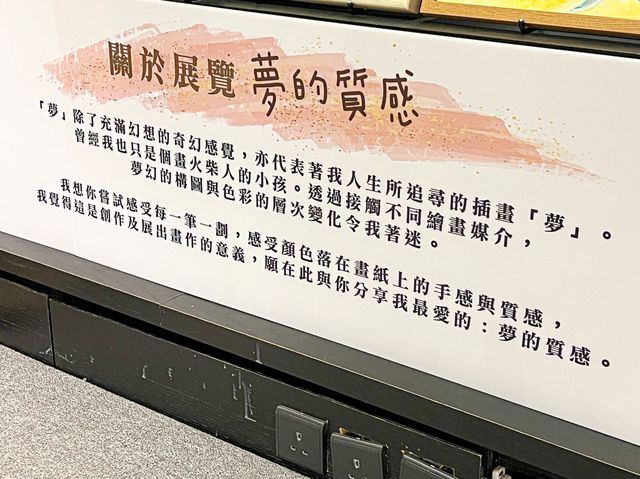 關於展覽 夢的質感
「夢」除了充滿幻想的奇幻感覺，亦代表著我人生所追尋的插畫「夢」。
曾經我也只是個畫火柴人的小孩。透過接觸不同繪畫媒介，
夢幻的構圖與色彩的層次變化令我著迷。
我想你嘗試感受每一筆一劃，感受顏色落在畫紙上的手感與質感，
我覺得這是創作及展出畫作的意義，願在此與你分享我最愛的：夢的質感。